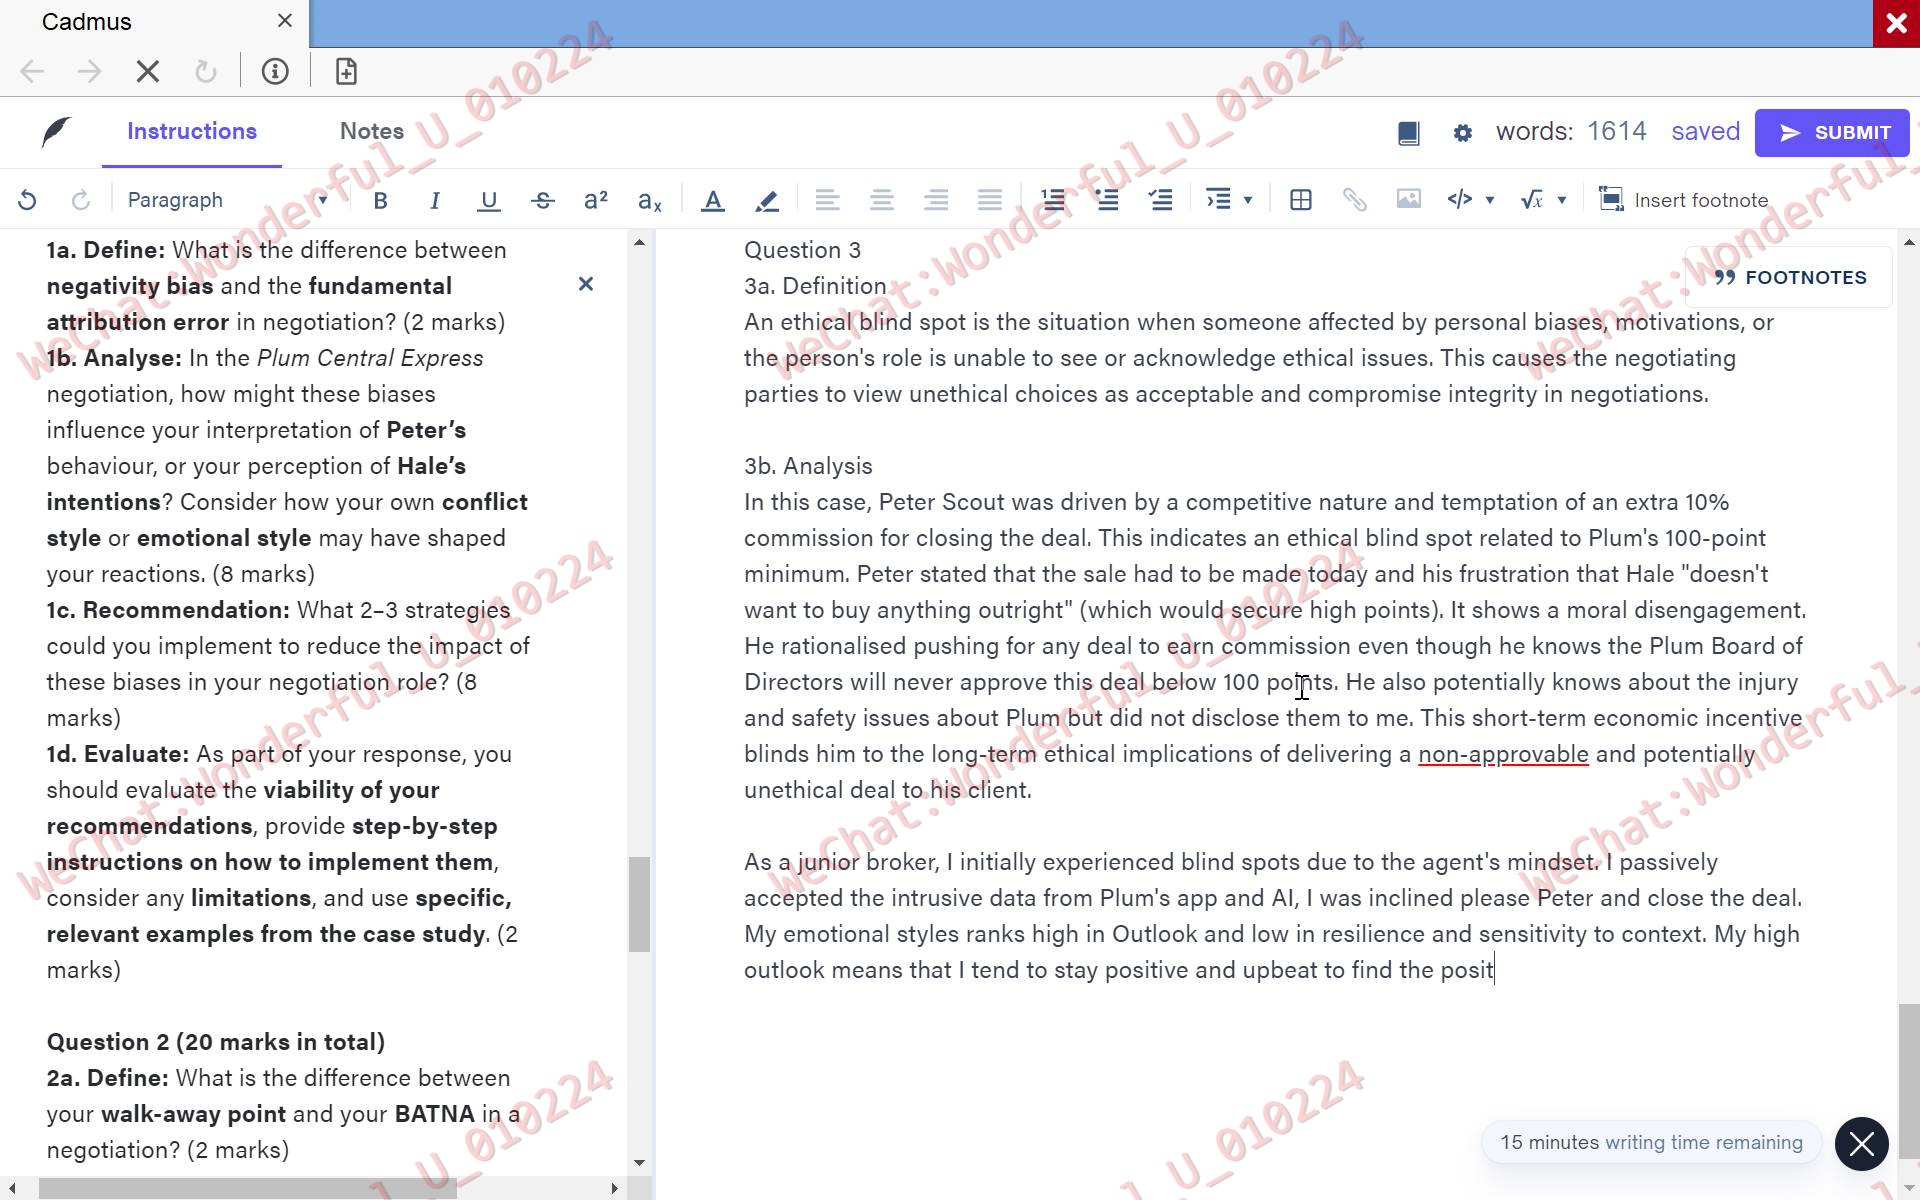 Cadmus
Instructions
Notes
words: 1614 saved
SUBMIT
Paragraph
B I U S a² aₓ A
Insert footnote
1a. Define: What is the difference between
negativity bias and the fundamental
attribution error in negotiation? (2 marks)
1b. Analyse: In the Plum Central Express
negotiation, how might these biases
influence your interpretation of Peter’s
behaviour, or your perception of Hale’s
intentions? Consider how your own conflict
style or emotional style may have shaped
your reactions. (8 marks)
1c. Recommendation: What 2–3 strategies
could you implement to reduce the impact of
these biases in your negotiation role? (8
marks)
1d. Evaluate: As part of your response, you
should evaluate the viability of your
recommendations, provide step-by-step
instructions on how to implement them,
consider any limitations, and use specific,
relevant examples from the case study. (2
marks)
Question 2 (20 marks in total)
2a. Define: What is the difference between
your walk-away point and your BATNA in a
negotiation? (2 marks)
FOOTNOTES
Question 3
3a. Definition
An ethical blind spot is the situation when someone affected by personal biases, motivations, or
the person's role is unable to see or acknowledge ethical issues. This causes the negotiating
parties to view unethical choices as acceptable and compromise integrity in negotiations.
3b. Analysis
In this case, Peter Scout was driven by a competitive nature and temptation of an extra 10%
commission for closing the deal. This indicates an ethical blind spot related to Plum's 100-point
minimum. Peter stated that the sale had to be made today and his frustration that Hale "doesn't
want to buy anything outright" (which would secure high points). It shows a moral disengagement.
He rationalised pushing for any deal to earn commission even though he knows the Plum Board of
Directors will never approve this deal below 100 points. He also potentially knows about the injury
and safety issues about Plum but did not disclose them to me. This short-term economic incentive
blinds him to the long-term ethical implications of delivering a non-approvable and potentially
unethical deal to his client.
As a junior broker, I initially experienced blind spots due to the agent's mindset. I passively
accepted the intrusive data from Plum's app and AI, I was inclined please Peter and close the deal.
My emotional styles ranks high in Outlook and low in resilience and sensitivity to context. My high
outlook means that I tend to stay positive and upbeat to find the posit
15 minutes writing time remaining
WeChat:Wonderful_U_010224
WeChat:Wonderful_U_010224
WeChat:Wonderful_
WeChat:Wonderful_U_010224
WeChat:Wonderful_U_010224
WeChat:Wonderful_
U_010224
U_010224